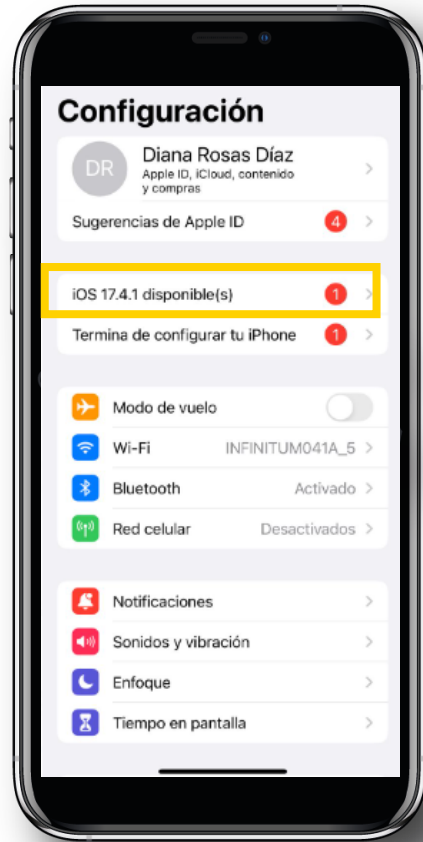 Configuración
DR
Diana Rosas Díaz
Apple ID, iCloud, contenido
y compras
Sugerencias de Apple ID 4
iOS 17.4.1 disponible(s) 1
Termina de configurar tu iPhone 1
Modo de vuelo
Wi-Fi INFINITUM041A_5
Bluetooth Activado
Red celular Desactivados
Notificaciones
Sonidos y vibración
Enfoque
Tiempo en pantalla